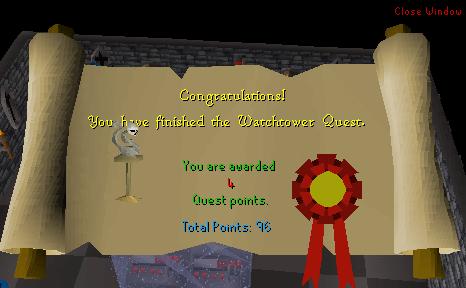 Close Window
Congratulations!
You have finished the Watchtower Quest.
You are awarded
4
Quest points.
Total Points: 96